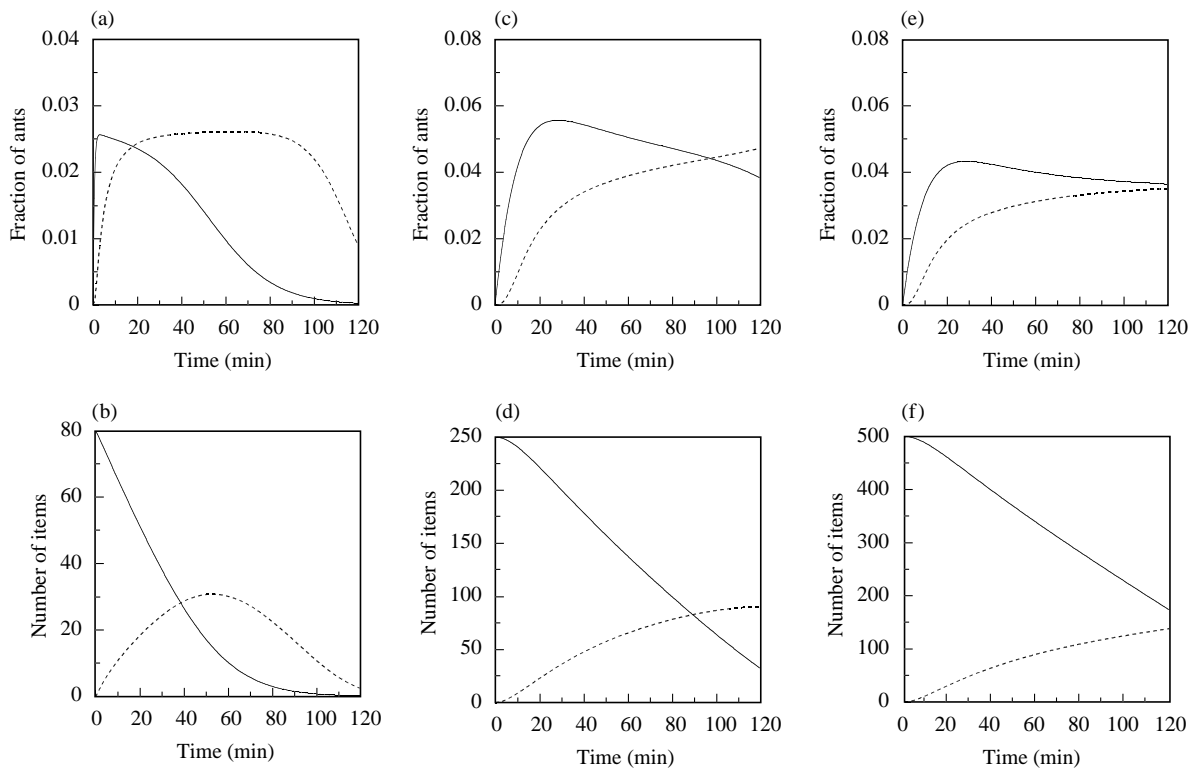 (a)
0.04
0.03
0.02
0.01
0
Fraction of ants
0 20 40 60 80 100 120
Time (min)
(c)
0.08
0.06
0.04
0.02
0
Fraction of ants
0 20 40 60 80 100 120
Time (min)
(e)
0.08
0.06
0.04
0.02
0
Fraction of ants
0 20 40 60 80 100 120
Time (min)
(b)
80
60
40
20
0
Number of items
0 20 40 60 80 100 120
Time (min)
(d)
250
200
150
100
50
0
Number of items
0 20 40 60 80 100 120
Time (min)
(f)
500
400
300
200
100
0
Number of items
0 20 40 60 80 100 120
Time (min)